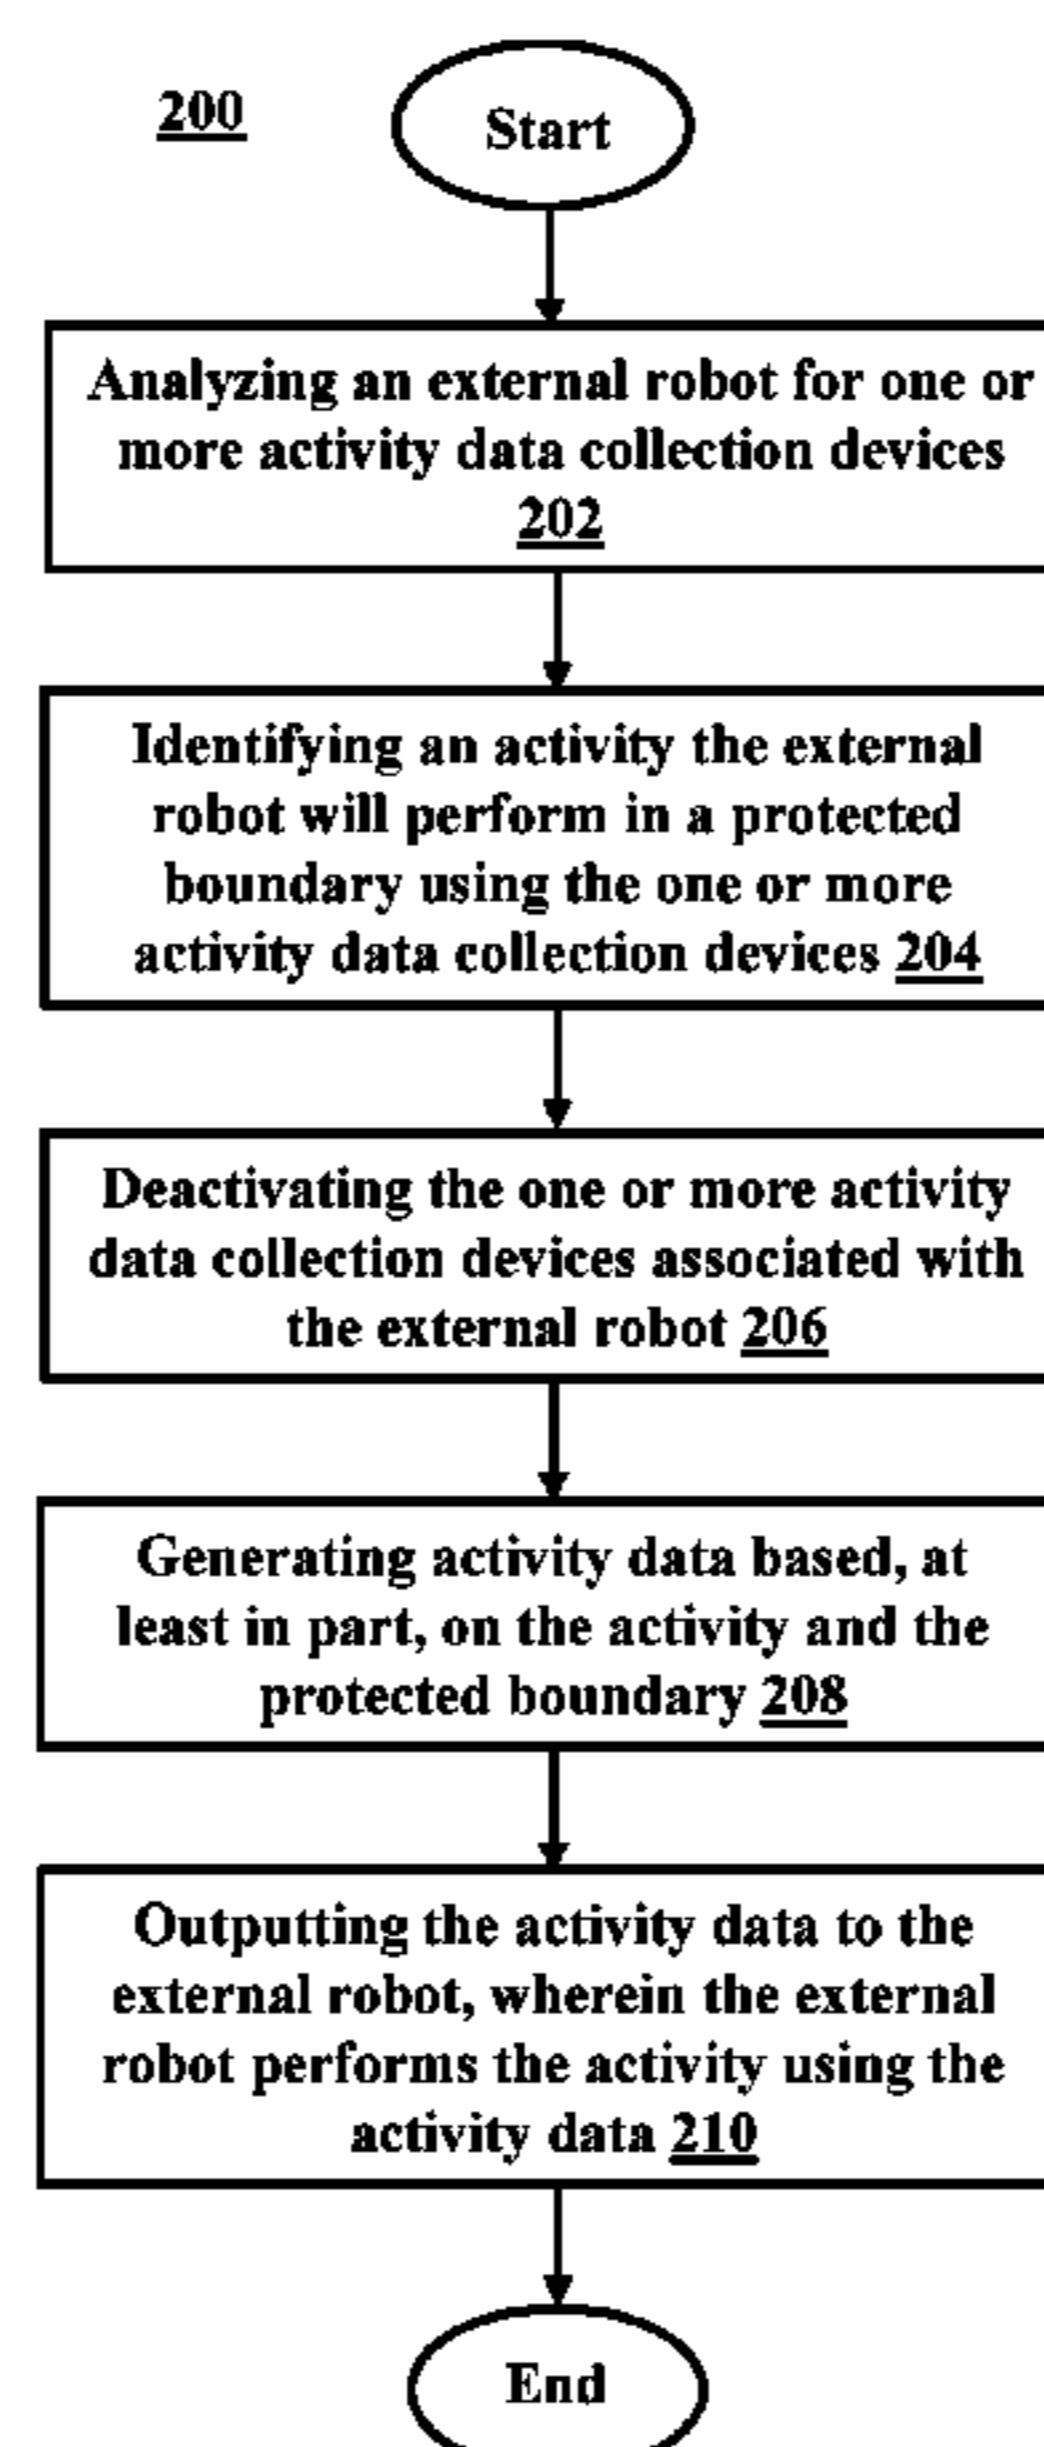 200
Start
Analyzing an external robot for one or
more activity data collection devices
202
Identifying an activity the external
robot will perform in a protected
boundary using the one or more
activity data collection devices 204
Deactivating the one or more activity
data collection devices associated with
the external robot 206
Generating activity data based, at
least in part, on the activity and the
protected boundary 208
Outputting the activity data to the
external robot, wherein the external
robot performs the activity using the
activity data 210
End